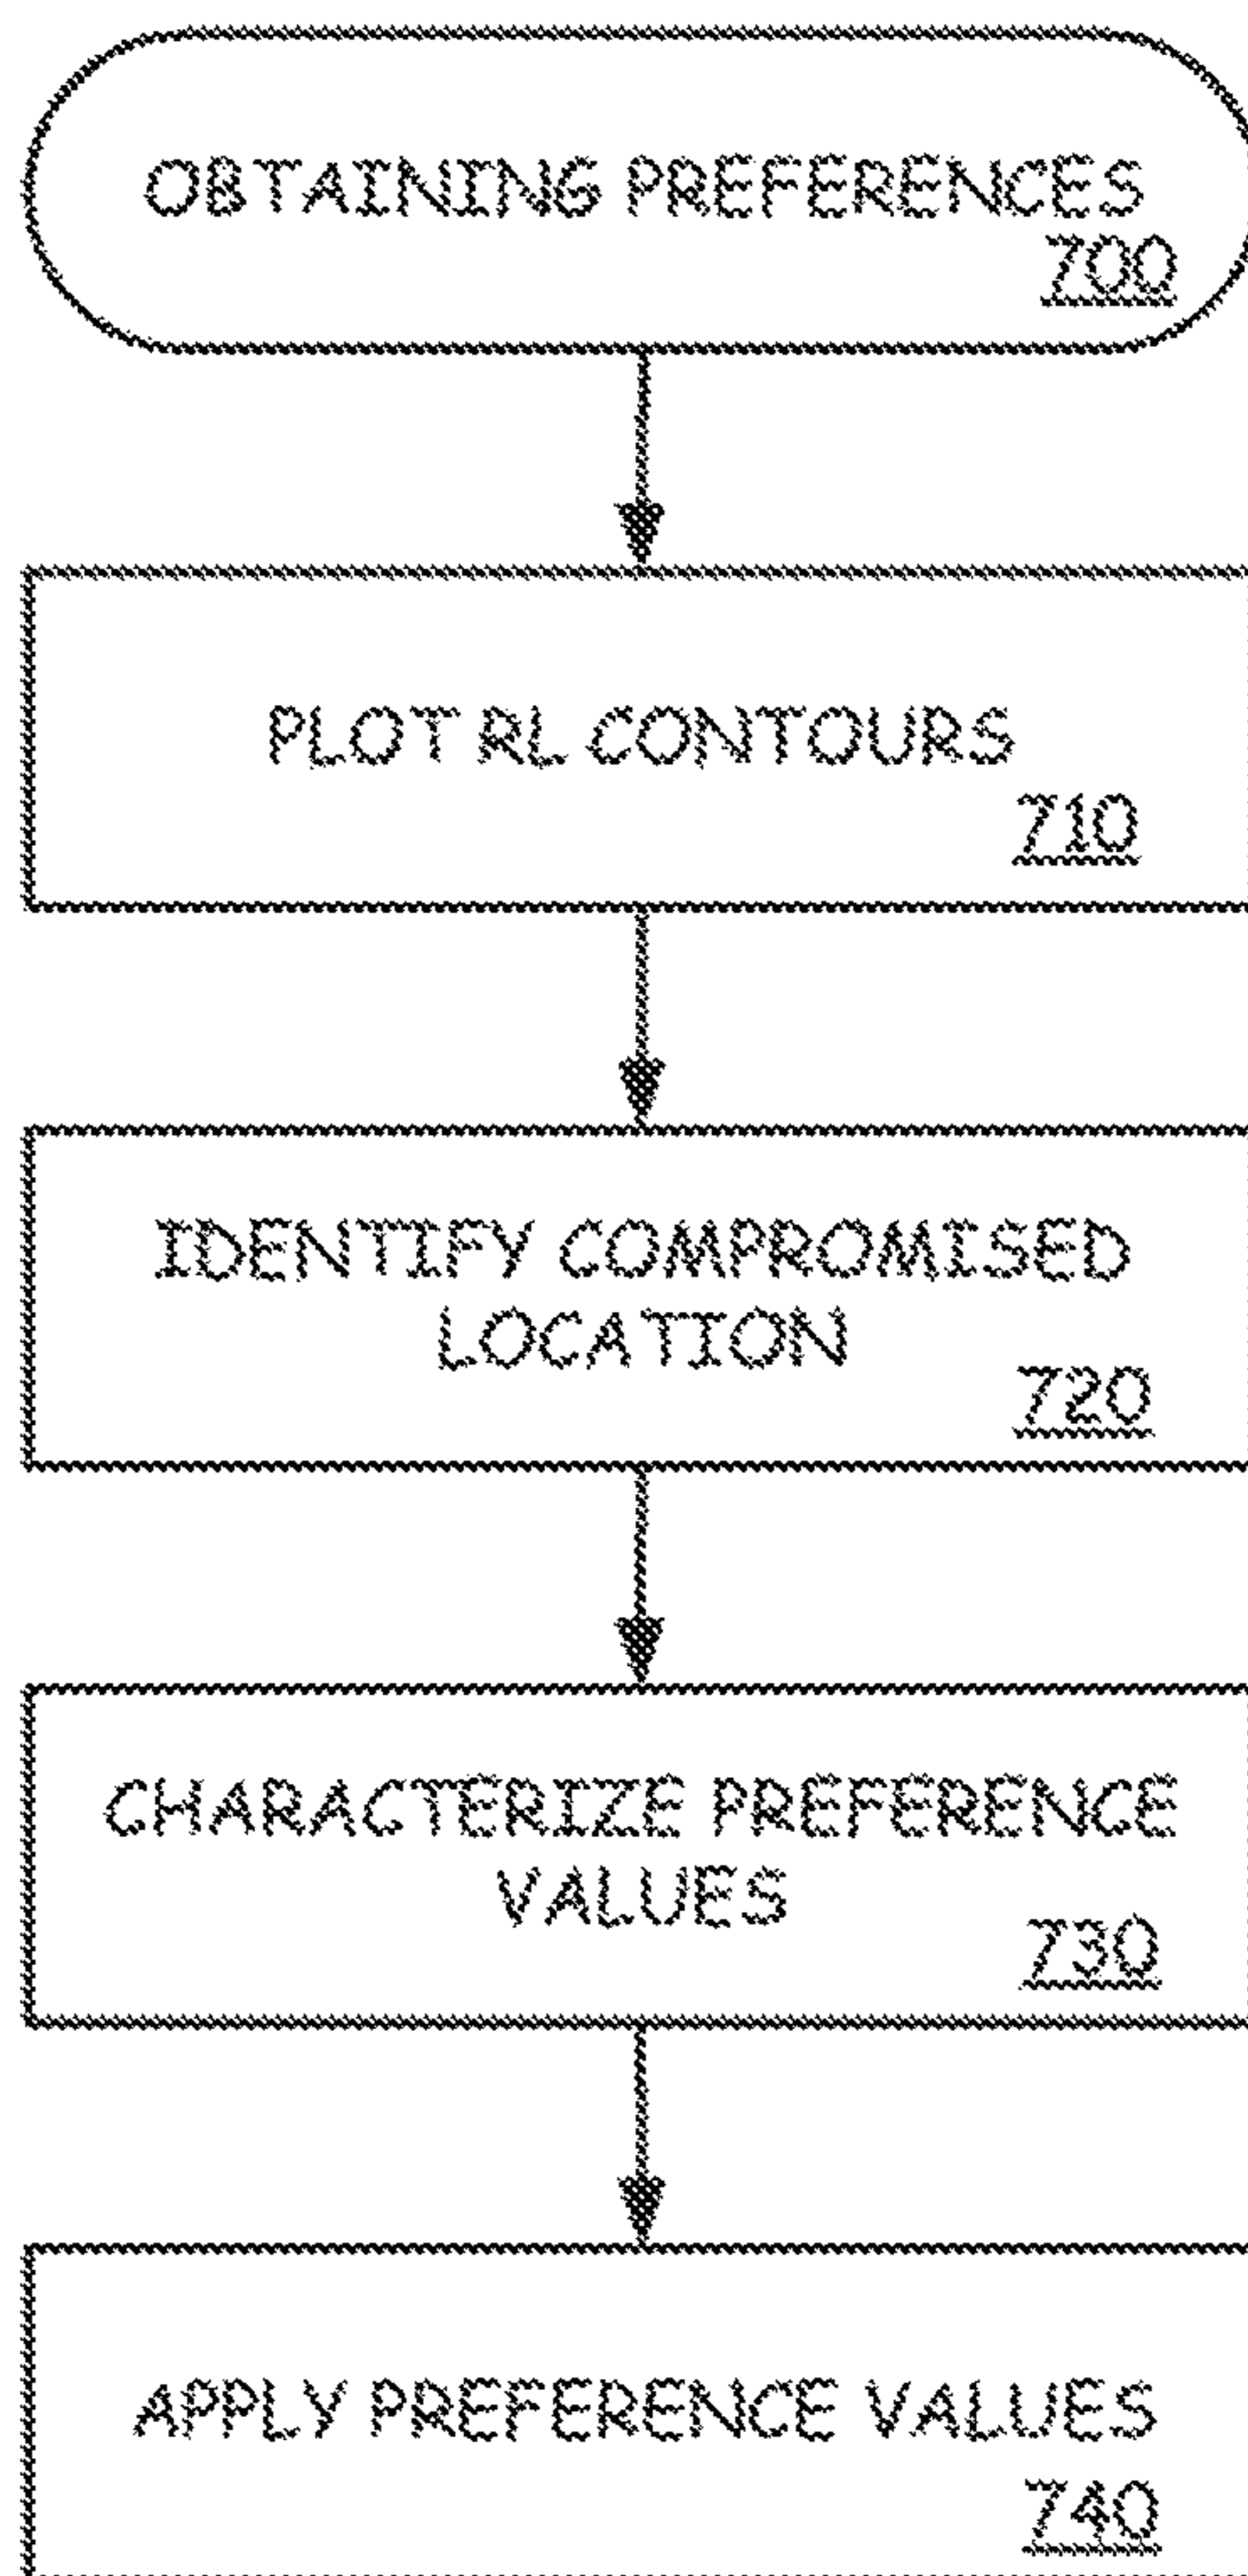 OBTAINING PREFERENCES
700
PLOT RL CONTOURS
710
IDENTIFY COMPROMISED
LOCATION
720
CHARACTERIZE PREFERENCE
VALUES
730
APPLY PREFERENCE VALUES
740